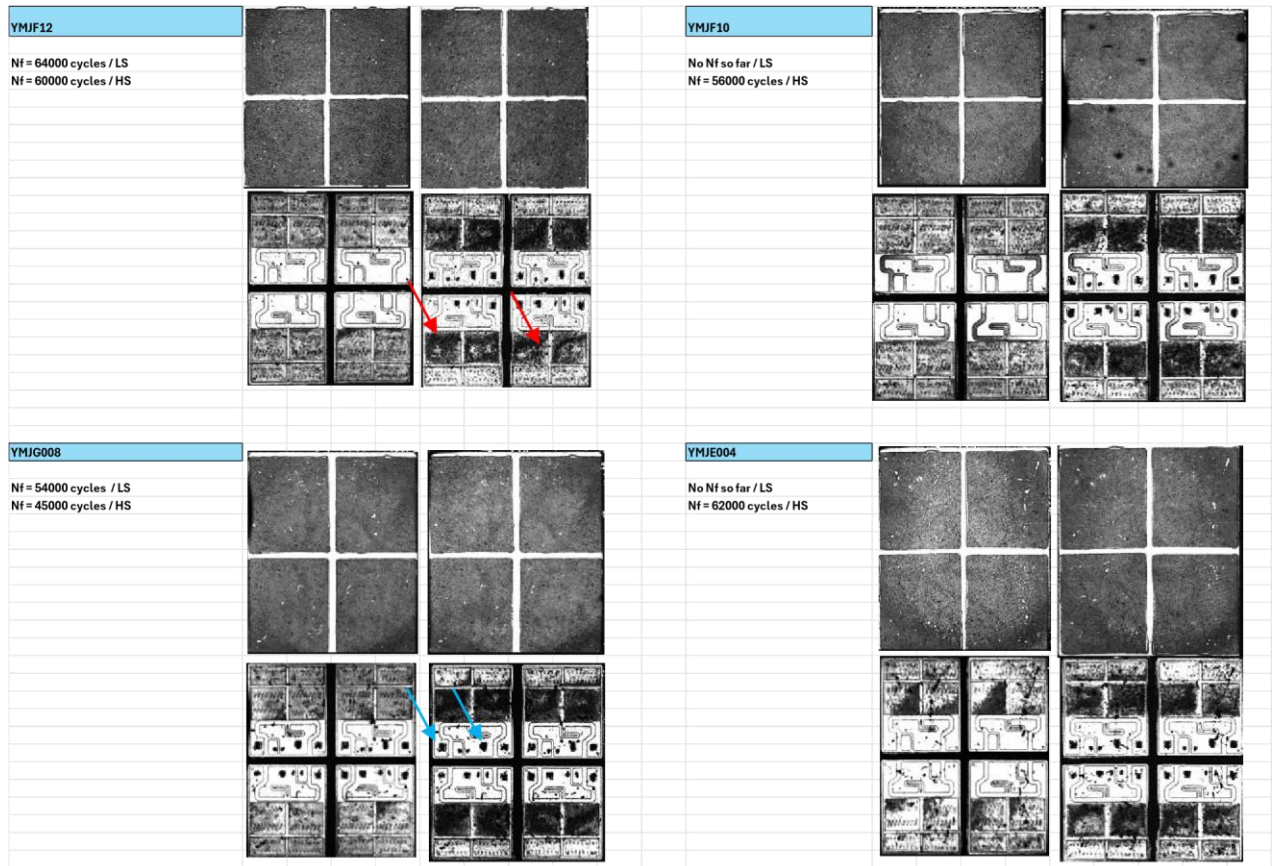 YMJF12
Nf = 64000 cycles / LS
Nf = 60000 cycles / HS
YMJF10
No Nf so far / LS
Nf = 56000 cycles / HS
YMJG008
Nf = 54000 cycles / LS
Nf = 45000 cycles / HS
YMJE004
No Nf so far / LS
Nf = 62000 cycles / HS